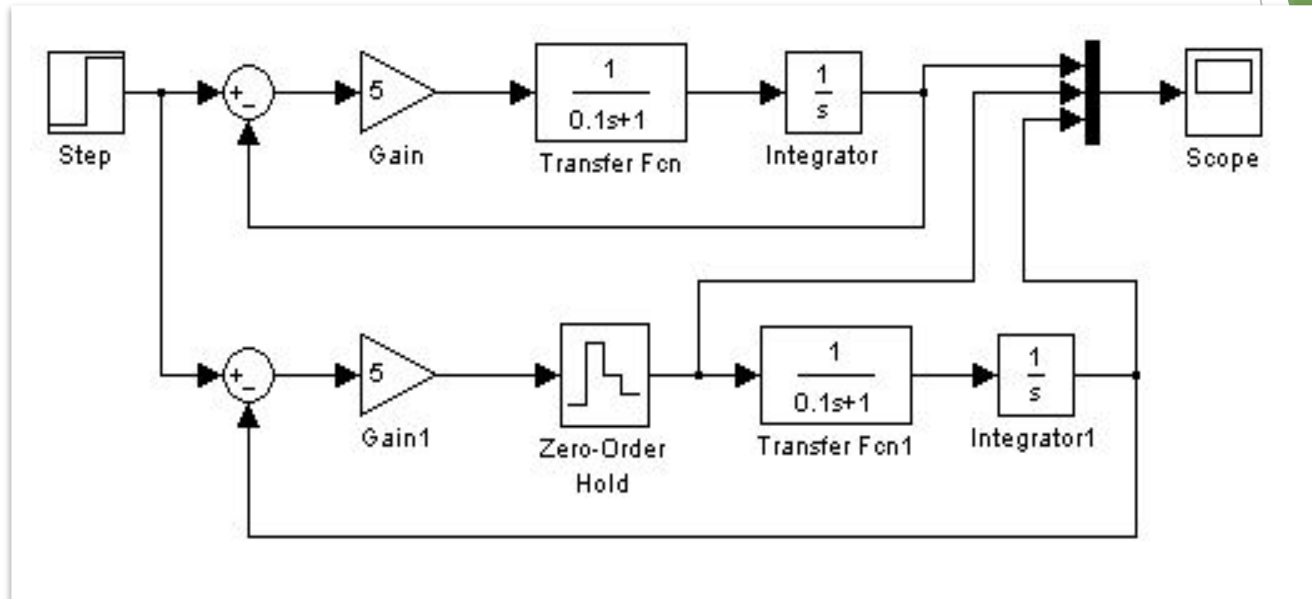 Step
+
−
5
Gain
1
0.1s+1
Transfer Fcn
1
s
Integrator
Scope
+
−
5
Gain1
Zero-Order
Hold
1
0.1s+1
Transfer Fcn1
1
s
Integrator1